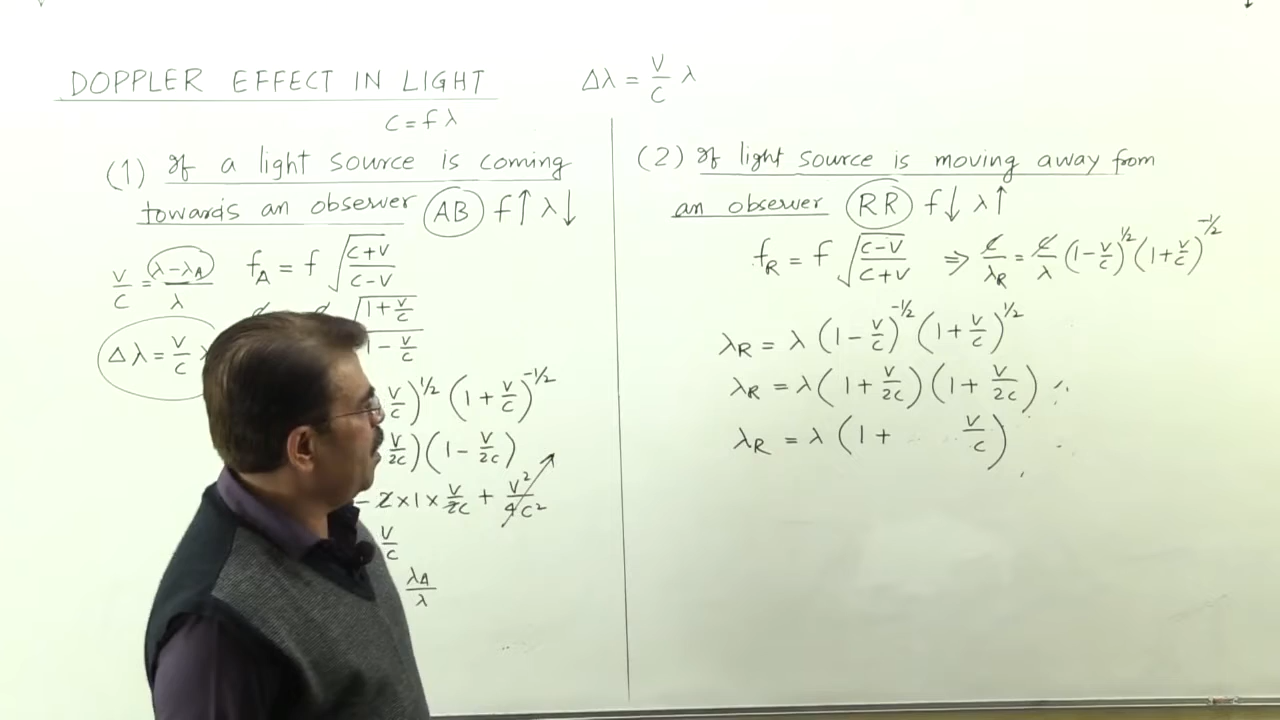 DOPPLER EFFECT IN LIGHT
Δλ = V/C λ
C = fλ
(1) If a light source is coming
towards an observer (AB) f↑ λ↓
V/C = (λ-λA)/λ
fA = f √((C+V)/(C-V))
√(1+V/C)
1-V/C
Δλ = V/C λ
V/C)^1/2 (1+V/C)^-1/2
V/2C)(1-V/2C)
-2×1×V/2C + V²/4C²
V/C
λA/λ
(2) If light source is moving away from
an observer (RR) f↓ λ↑
fR = f √((C-V)/(C+V)) ⇒ C/λR = C/λ (1-V/C)^1/2 (1+V/C)^-1/2
λR = λ (1-V/C)^-1/2 (1+V/C)^1/2
λR = λ (1+V/2C) (1+V/2C)
λR = λ (1+ V/C)